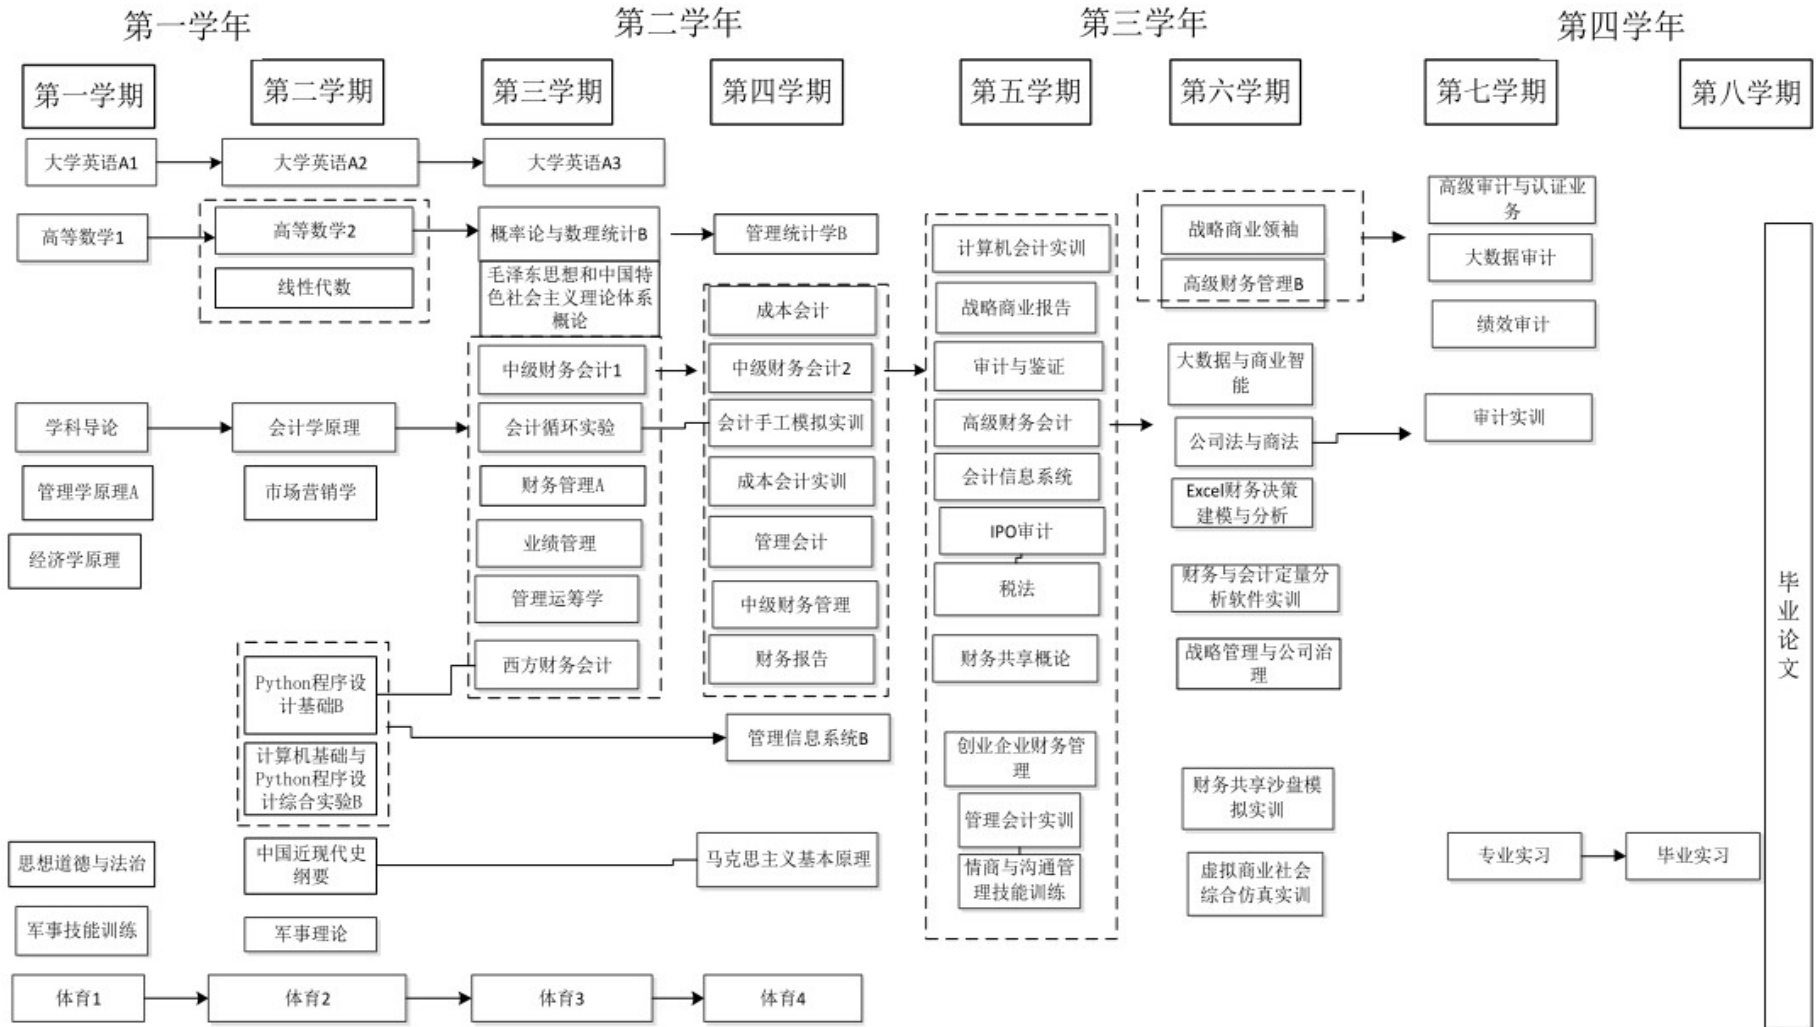 第一学年
第二学年
第三学年
第四学年
第一学期
第二学期
第三学期
第四学期
第五学期
第六学期
第七学期
第八学期
大学英语A1
大学英语A2
大学英语A3
高等数学1
高等数学2
线性代数
概率论与数理统计B
毛泽东思想和中国特
色社会主义理论体系
概论
管理统计学B
学科导论
管理学原理A
经济学原理
会计学原理
市场营销学
中级财务会计1
会计循环实验
财务管理A
业绩管理
管理运筹学
西方财务会计
成本会计
中级财务会计2
会计手工模拟实训
成本会计实训
管理会计
中级财务管理
财务报告
管理信息系统B
Python程序设
计基础B
计算机基础与
Python程序设
计综合实验B
计算机会计实训
战略商业报告
审计与鉴证
高级财务会计
会计信息系统
IPO审计
税法
财务共享概论
创业企业财务管
理
管理会计实训
情商与沟通管
理技能训练
战略商业领袖
高级财务管理B
大数据与商业智
能
公司法与商法
Excel财务决策
建模与分析
财务与会计定量分
析软件实训
战略管理与公司治
理
财务共享沙盘模
拟实训
虚拟商业社会
综合仿真实训
高级审计与认证业
务
大数据审计
绩效审计
审计实训
专业实习
毕业实习
毕
业
论
文
思想道德与法治
中国近现代史
纲要
马克思主义基本原理
军事技能训练
军事理论
体育1
体育2
体育3
体育4